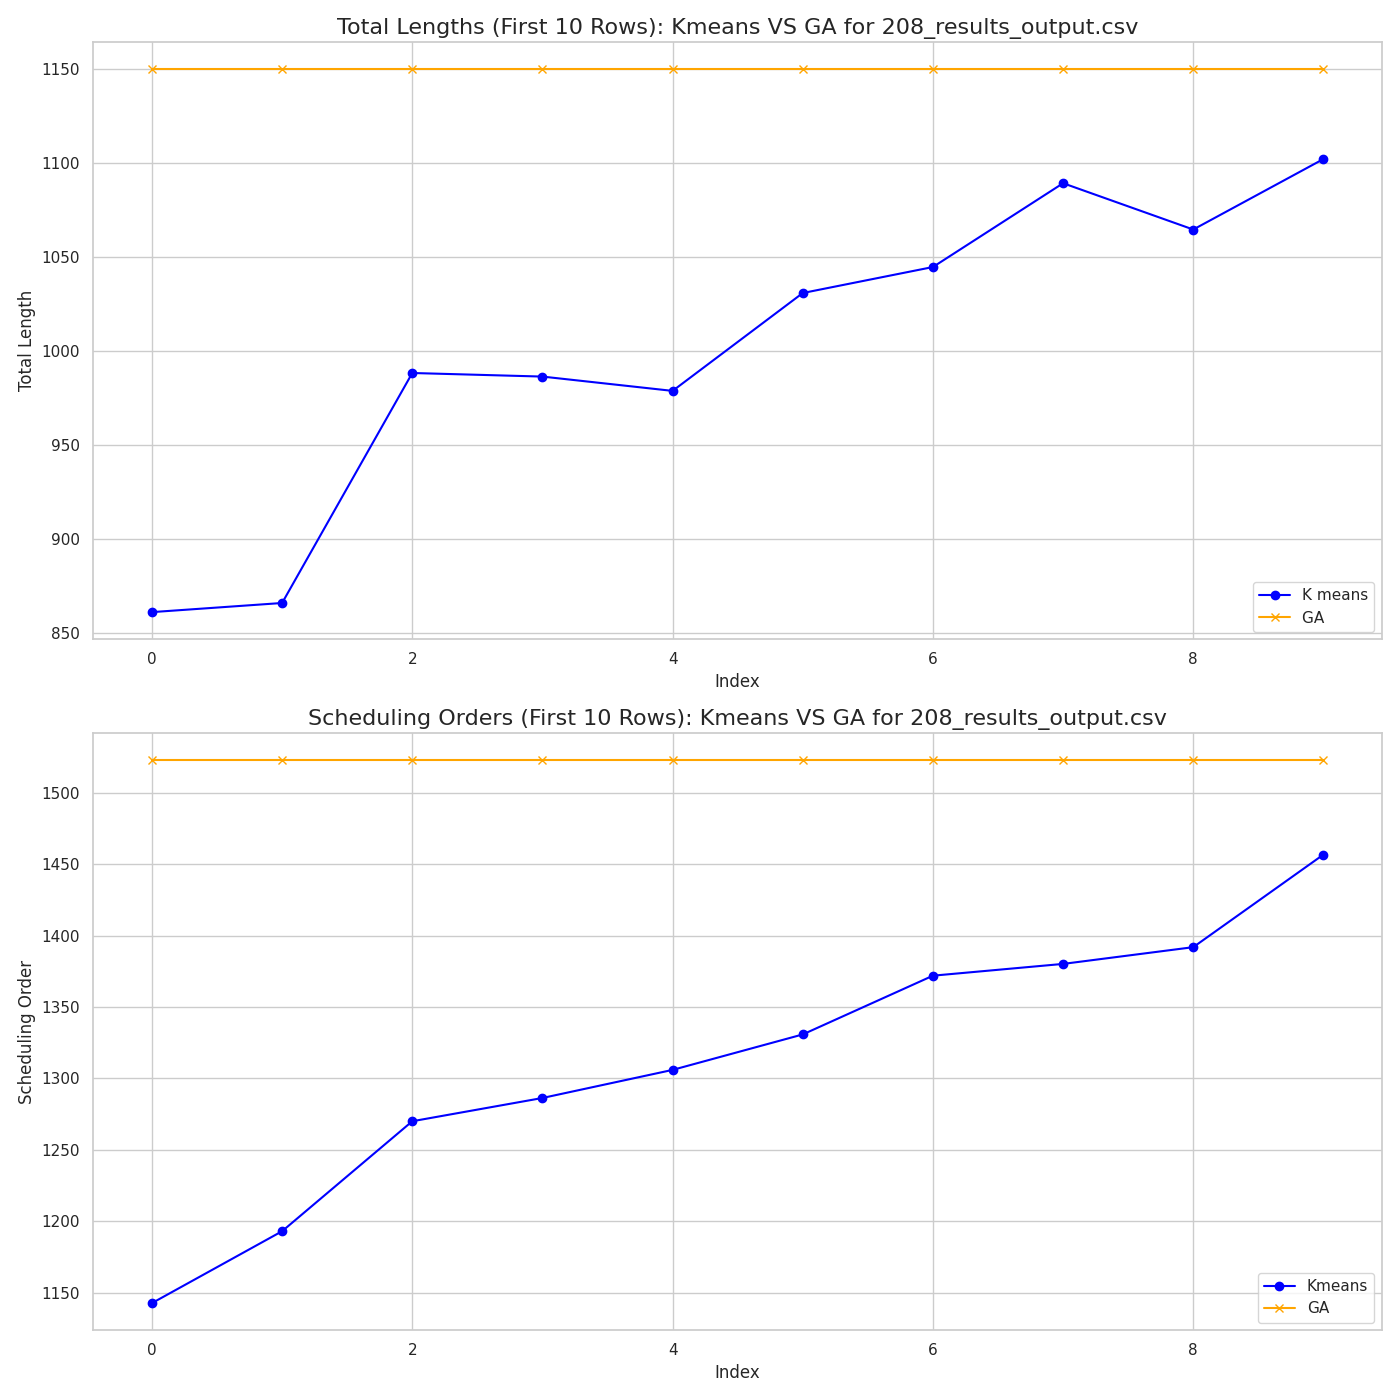 Total Lengths (First 10 Rows): Kmeans VS GA for 208_results_output.csv
1150
1100
1050
1000
950
900
850
Total Length
K means
GA
0 2 4 6 8
Index
Scheduling Orders (First 10 Rows): Kmeans VS GA for 208_results_output.csv
1500
1450
1400
1350
1300
1250
1200
1150
Scheduling Order
Kmeans
GA
0 2 4 6 8
Index